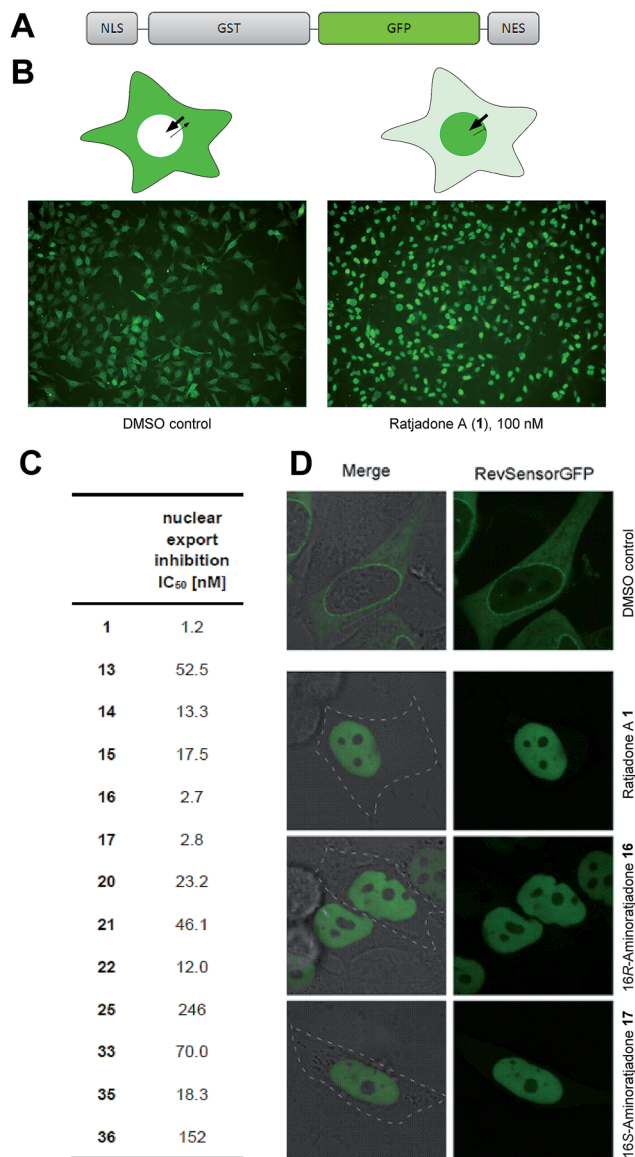 A
NLS
GST
GFP
NES
B
DMSO control
Ratjadone A (1), 100 nM
C
nuclear
export
inhibition
IC₅₀ [nM]
1 1.2
13 52.5
14 13.3
15 17.5
16 2.7
17 2.8
20 23.2
21 46.1
22 12.0
25 246
33 70.0
35 18.3
36 152
D
Merge
RevSensorGFP
DMSO control
Ratjadone 1
16R-Aminoratjadone 16
16S-Aminoratjadone 17